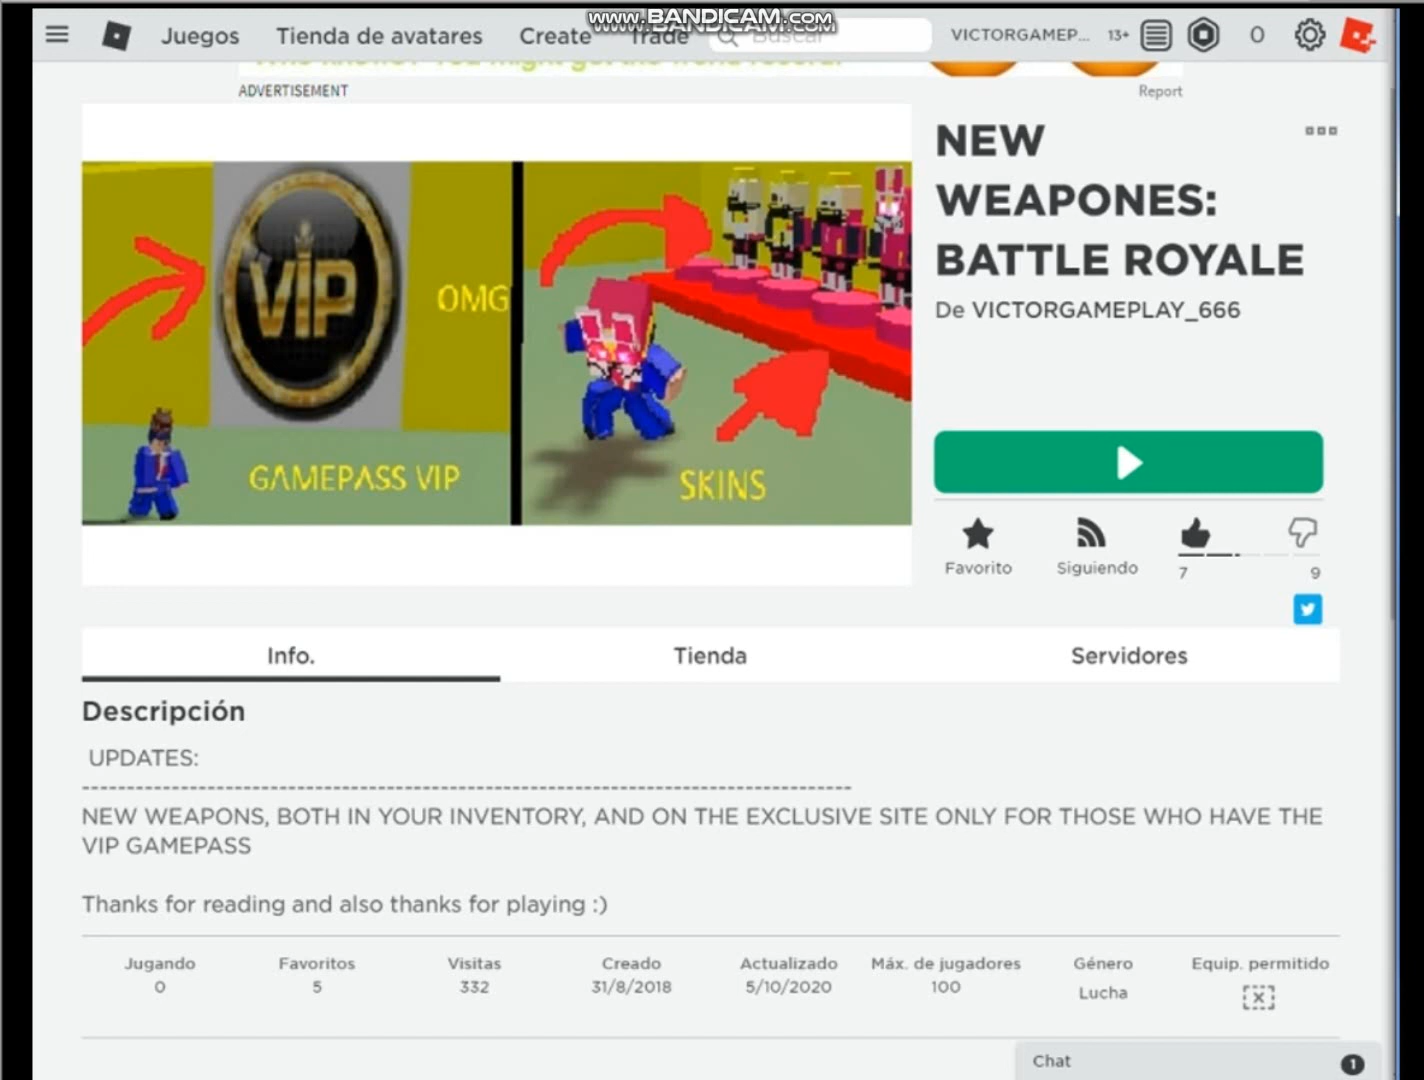 www.BANDICAM.com
www.BANDICAM.com
Juegos Tienda de avatares Create Trade Buscar VICTORGAMEP... 13+ 0
ADVERTISEMENT Report
NEW
WEAPONES:
BATTLE ROYALE
De VICTORGAMEPLAY_666
VIP
OMG
GAMEPASS VIP
SKINS
Favorito Siguiendo 7 9
Info. Tienda Servidores
Descripción
UPDATES:
--------------------------------------------------------------------------------------
NEW WEAPONS, BOTH IN YOUR INVENTORY, AND ON THE EXCLUSIVE SITE ONLY FOR THOSE WHO HAVE THE
VIP GAMEPASS
Thanks for reading and also thanks for playing :)
Jugando Favoritos Visitas Creado Actualizado Máx. de jugadores Género Equip. permitido
0 5 332 31/8/2018 5/10/2020 100 Lucha
Chat 1